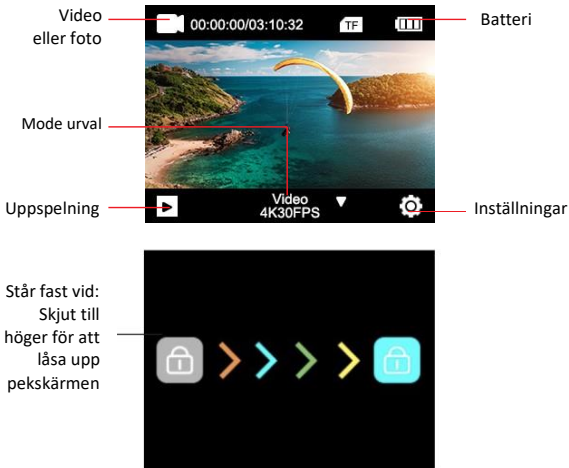 Video
eller foto
00:00:00/03:10:32
TF
Batteri
Mode urval
Uppspelning
Video
4K30FPS
Inställningar
Står fast vid:
Skjut till
höger för att
låsa upp
pekskärmen